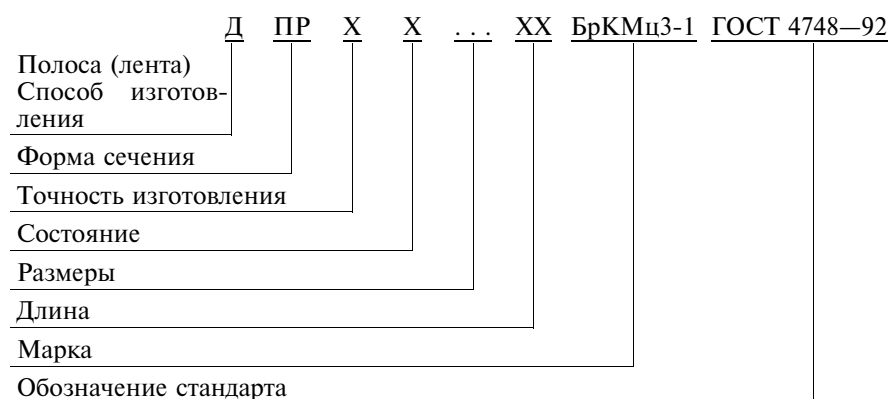 Д ПР Х Х ... ХХ БрКМц3-1 ГОСТ 4748—92
Полоса (лента)
Способ изготов-
ления
Форма сечения
Точность изготовления
Состояние
Размеры
Длина
Марка
Обозначение стандарта